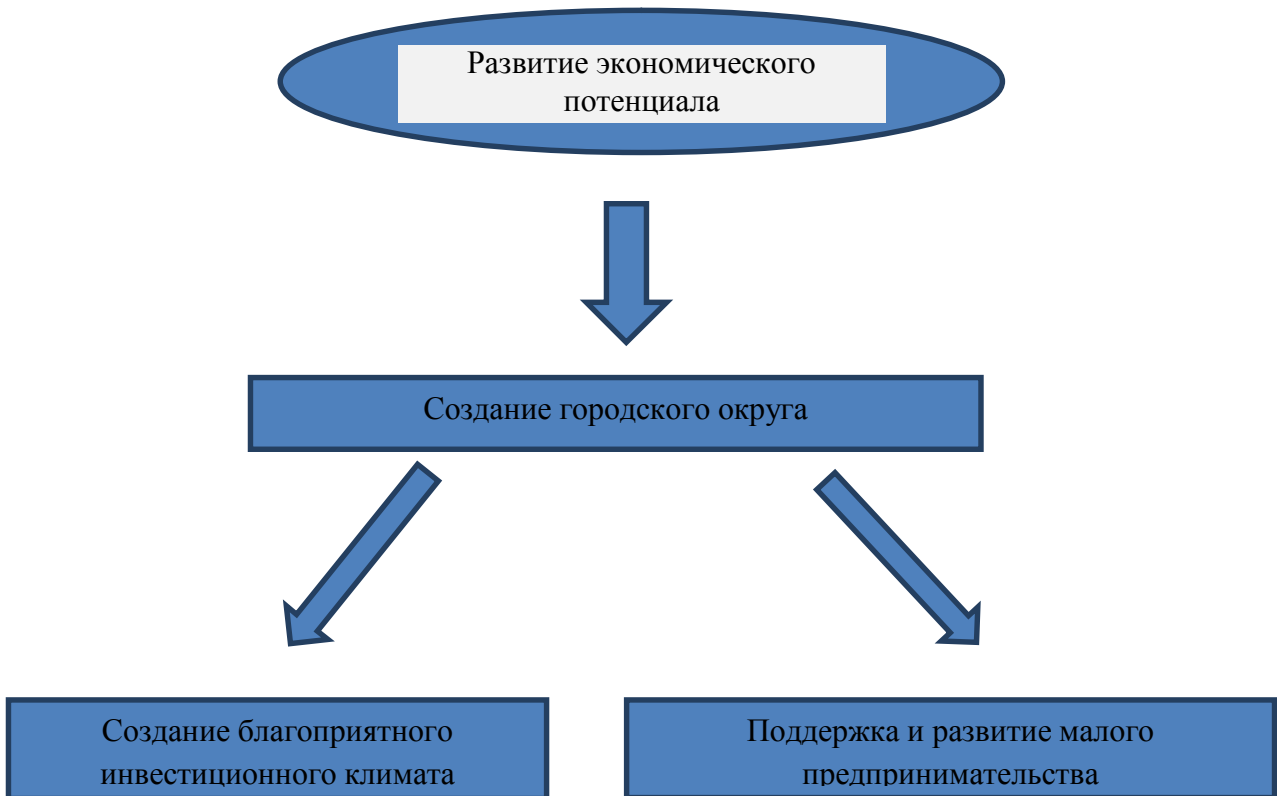 Развитие экономического
потенциала
Создание городского округа
Создание благоприятного
инвестиционного климата
Поддержка и развитие малого
предпринимательства